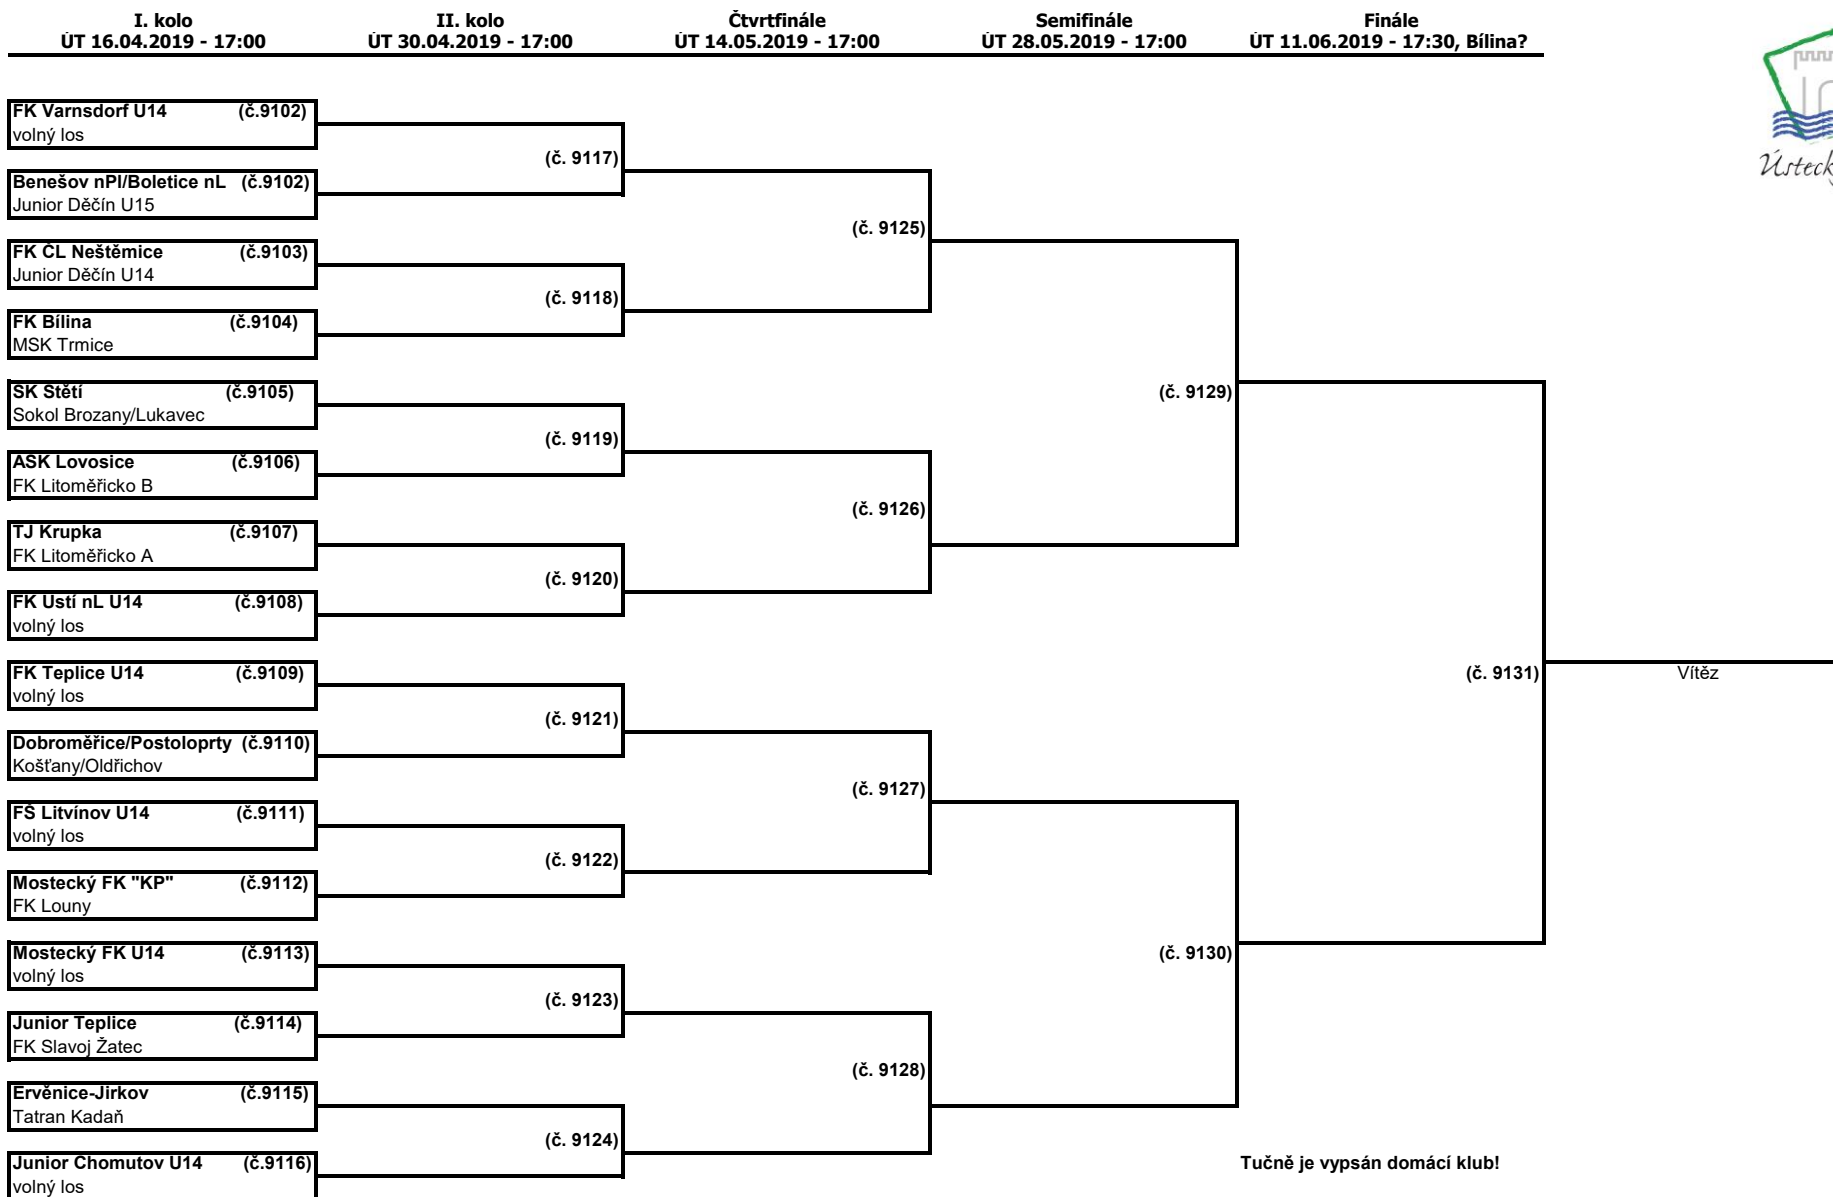 I. kolo
ÚT 16.04.2019 - 17:00
II. kolo
ÚT 30.04.2019 - 17:00
Čtvrtfinále
ÚT 14.05.2019 - 17:00
Semifinále
ÚT 28.05.2019 - 17:00
Finále
ÚT 11.06.2019 - 17:30, Bílina?
FK Varnsdorf U14 (č.9102)
volný los
(č. 9117)
Benešov nPl/Boletice nL (č.9102)
Junior Děčín U15
(č. 9125)
FK ČL Neštěmice (č.9103)
Junior Děčín U14
(č. 9118)
FK Bílina (č.9104)
MSK Trmice
SK Stětí (č.9105)
(č. 9129)
Sokol Brozany/Lukavec
(č. 9119)
ASK Lovosice (č.9106)
FK Litoměřicko B
(č. 9126)
TJ Krupka (č.9107)
FK Litoměřicko A
(č. 9120)
FK Ústí nL U14 (č.9108)
volný los
FK Teplice U14 (č.9109)
(č. 9131)
Vítěz
volný los
(č. 9121)
Dobroměřice/Postoloprty (č.9110)
Košťany/Oldřichov
(č. 9127)
FŠ Litvínov U14 (č.9111)
volný los
(č. 9122)
Mostecký FK "KP" (č.9112)
FK Louny
Mostecký FK U14 (č.9113)
(č. 9130)
volný los
(č. 9123)
Junior Teplice (č.9114)
FK Slavoj Žatec
(č. 9128)
Ervěnice-Jirkov (č.9115)
Tatran Kadaň
(č. 9124)
Junior Chomutov U14 (č.9116)
Tučně je vypsán domácí klub!
volný los